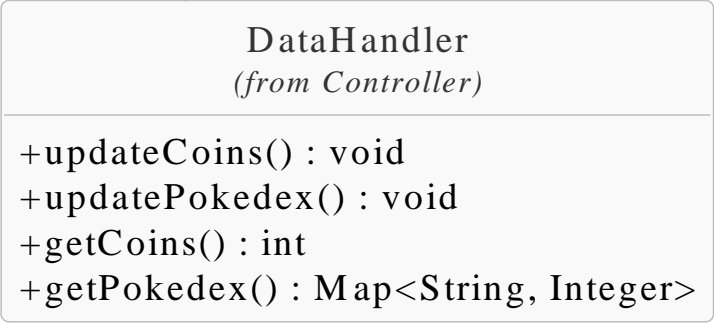 DataHandler
(from Controller)
+updateCoins() : void
+updatePokedex() : void
+getCoins() : int
+getPokedex() : Map<String, Integer>